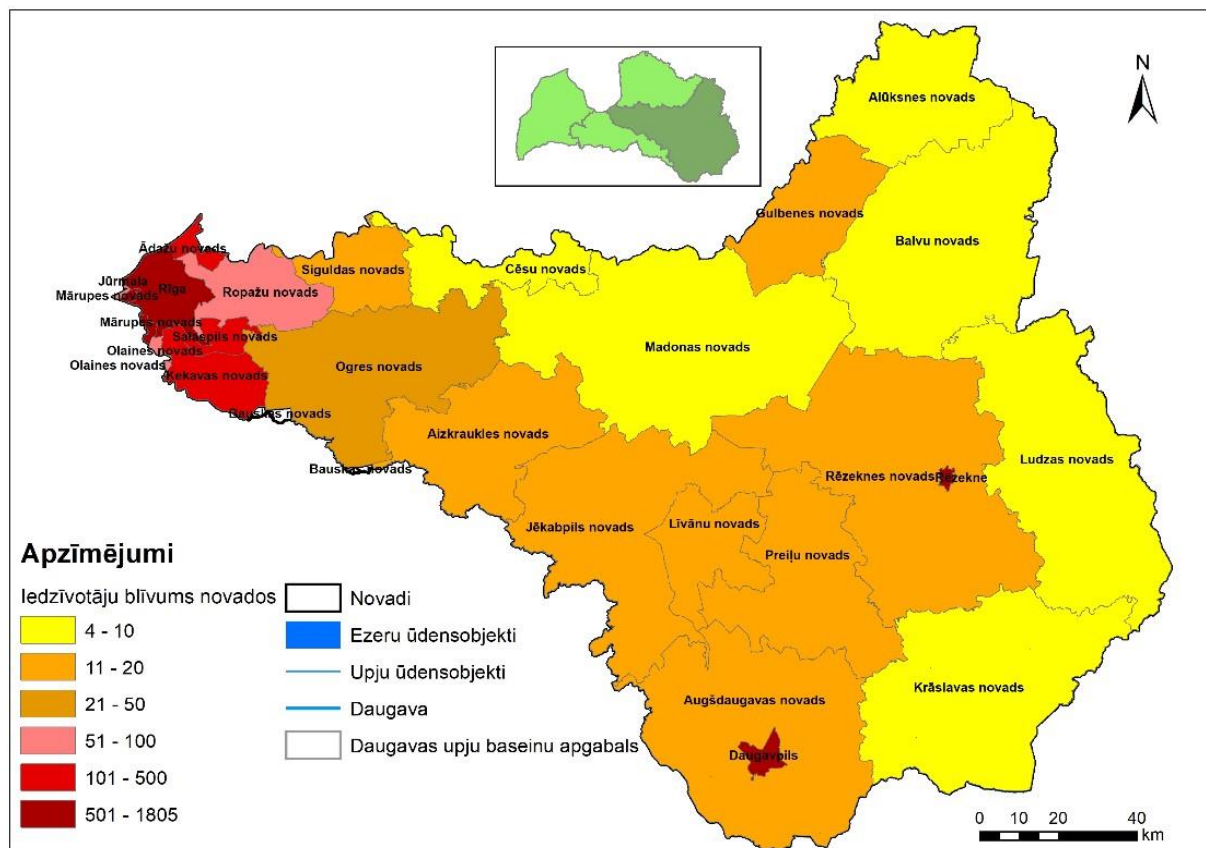 N
Alūksnes novads
Gulbenes novads
Balvu novads
Ādažu novads
Siguldas novads
Cēsu novads
Jūrmala
Rīga
Mārupes novads
Ropažu novads
Mārupes novads
Salaspils novads
Olaines novads
Olaines novads
Ķekavas novads
Ogres novads
Madonas novads
Bauskas novads
Aizkraukles novads
Bauskas novads
Ludzas novads
Rēzeknes novads
Rēzekne
Jēkabpils novads
Līvānu novads
Preiļu novads
Krāslavas novads
Augšdaugavas novads
Daugavpils
Apzīmējumi
Iedzīvotāju blīvums novados
4 - 10
11 - 20
21 - 50
51 - 100
101 - 500
501 - 1805
Novadi
Ezeru ūdensobjekti
Upju ūdensobjekti
Daugava
Daugavas upju baseinu apgabals
0 10 20 40
km